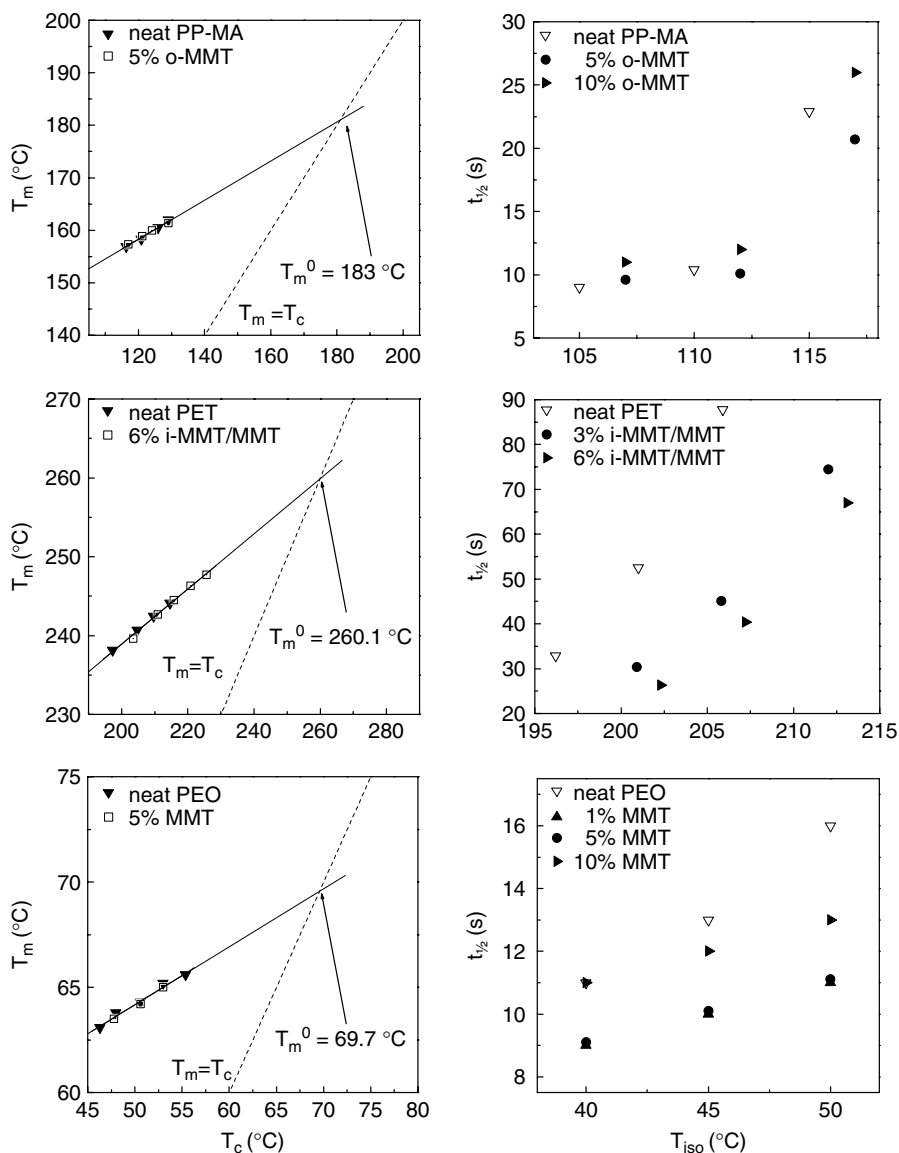 200
190
180
170
160
150
140
120
140
160
180
200
T_m (°C)
neat PP-MA
5% o-MMT
T_m^0 = 183 °C
T_m =T_c
30
25
20
15
10
5
105
110
115
t_½ (s)
neat PP-MA
5% o-MMT
10% o-MMT
270
260
250
240
230
200
220
240
260
280
T_m (°C)
neat PET
6% i-MMT/MMT
T_m^0 = 260.1 °C
T_m=T_c
90
80
70
60
50
40
30
20
195
200
205
210
215
t_½ (s)
neat PET
3% i-MMT/MMT
6% i-MMT/MMT
75
70
65
60
45
50
55
60
65
70
75
80
T_m (°C)
T_c (°C)
neat PEO
5% MMT
T_m^0 = 69.7 °C
T_m=T_c
16
14
12
10
8
40
45
50
t_½ (s)
T_iso (°C)
neat PEO
1% MMT
5% MMT
10% MMT